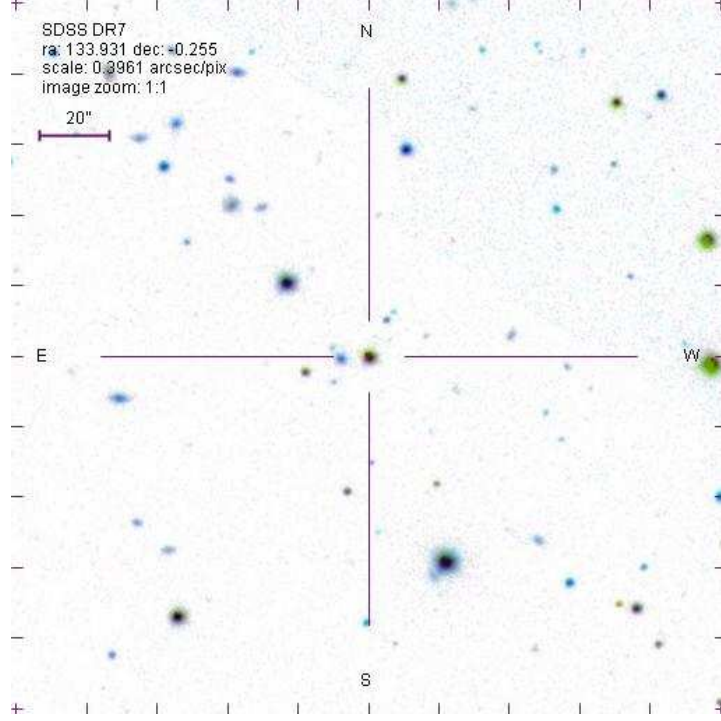 SDSS DR7
ra: 133.931 dec: -0.255
scale: 0.3961 arcsec/pix
image zoom: 1:1
20"
N
E
W
S